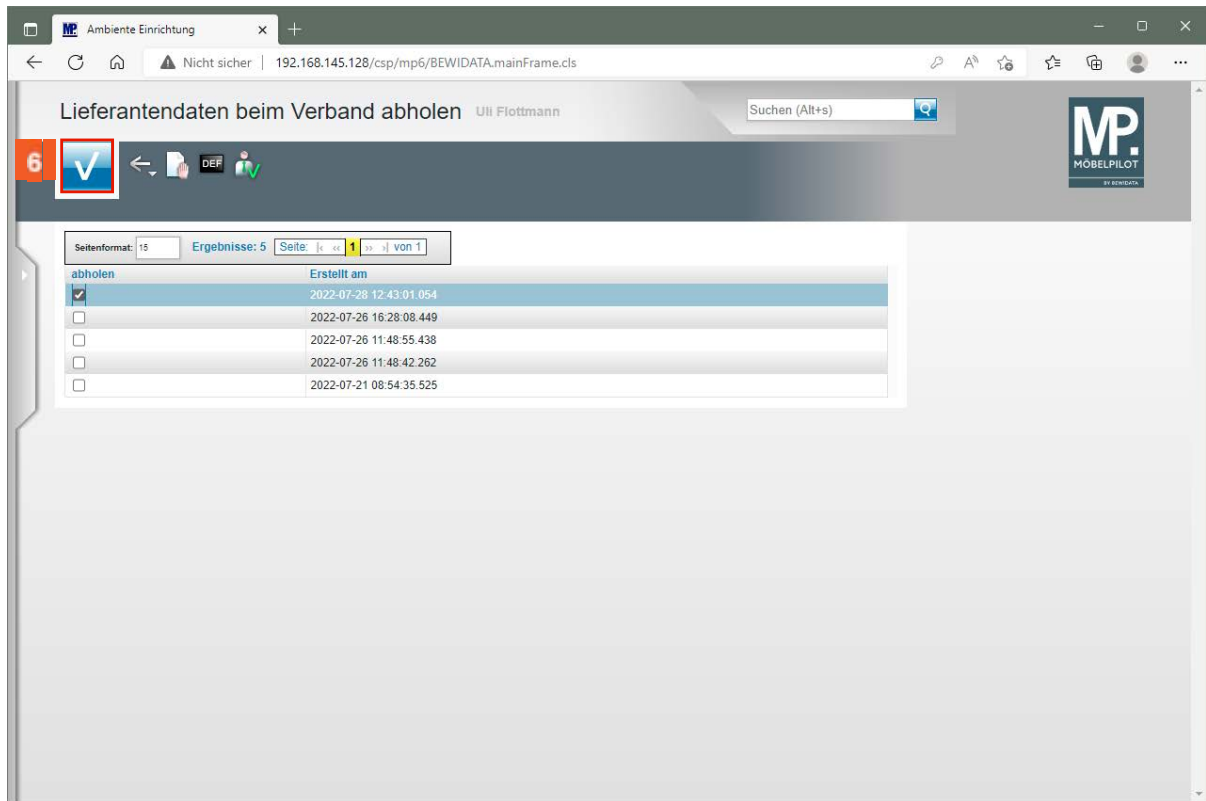 MP. Ambiente Einrichtung
Nicht sicher | 192.168.145.128/csp/mp6/BEWIDATA.mainFrame.cls
Lieferantendaten beim Verband abholen Uli Flottmann
Suchen (Alt+s)
MP.
MÖBELPILOT
BY BEWIDATA
6
DEF
Seitenformat: 15 Ergebnisse: 5 Seite: |< << 1 >> >| von 1
abholen Erstellt am
2022-07-28 12:43:01.054
2022-07-26 16:28:08.449
2022-07-26 11:48:55.438
2022-07-26 11:48:42.262
2022-07-21 08:54:35.525